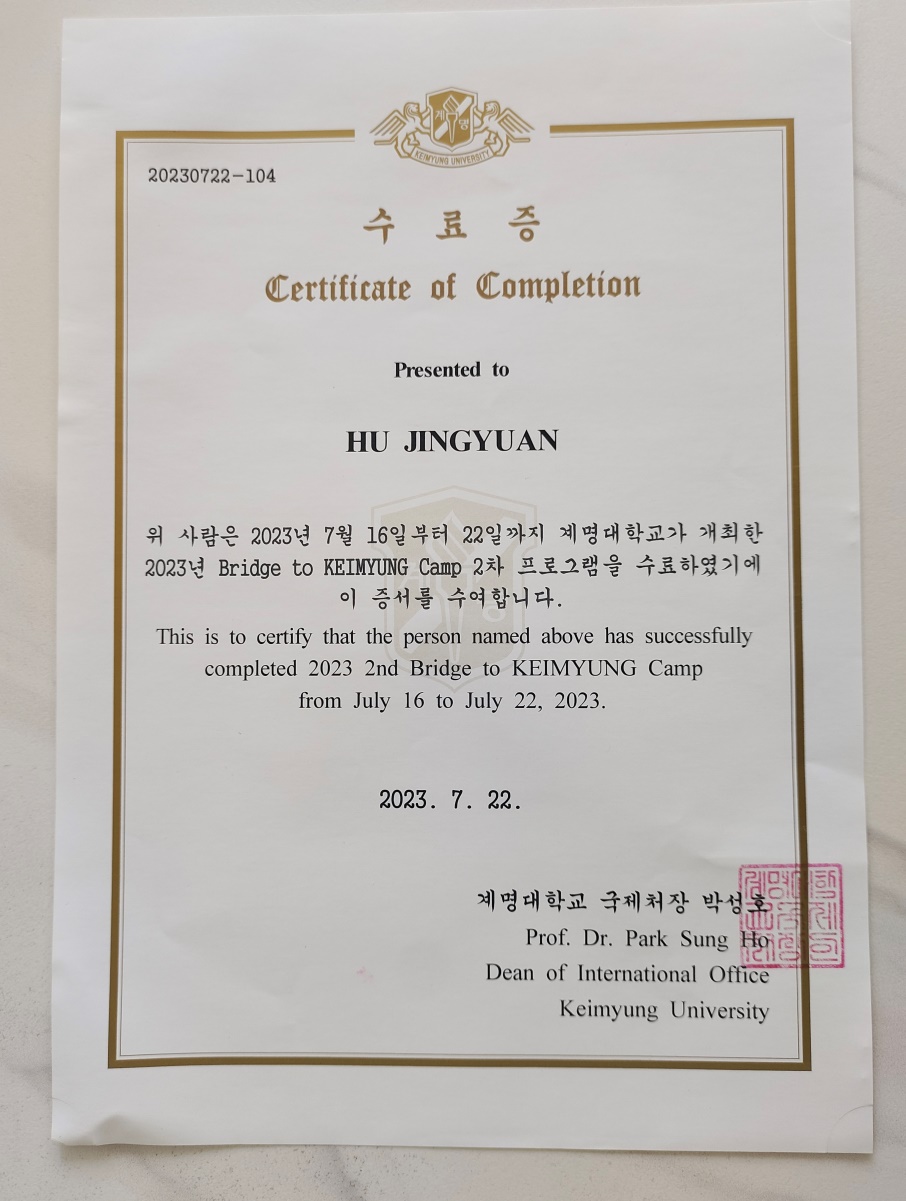 계명
KEIMYUNG UNIVERSITY
20230722-104
수 료 증
Certificate of Completion
Presented to
HU JINGYUAN
위 사람은 2023년 7월 16일부터 22일까지 계명대학교가 개최한
2023년 Bridge to KEIMYUNG Camp 2차 프로그램을 수료하였기에
이 증서를 수여합니다.
This is to certify that the person named above has successfully
completed 2023 2nd Bridge to KEIMYUNG Camp
from July 16 to July 22, 2023.
2023. 7. 22.
계명대학교 국제처장 박성호
Prof. Dr. Park Sung Ho
Dean of International Office
Keimyung University